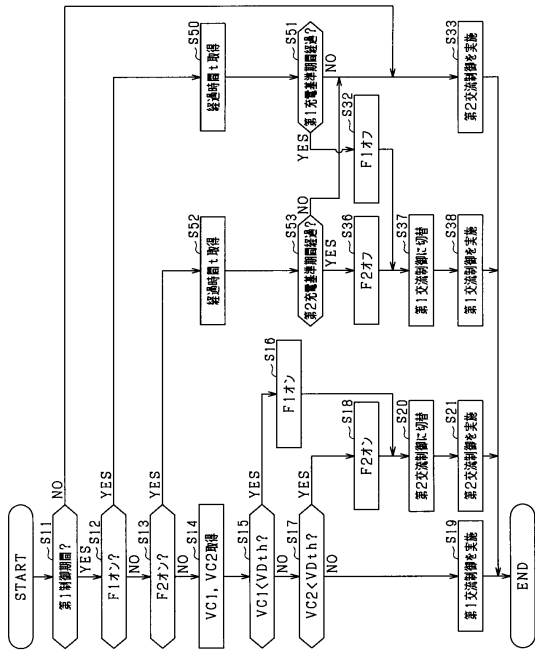 START
S11
第1制御期間?
NO
YES
S12
F1オン?
YES
NO
S13
F2オン?
YES
NO
S14
VC1, VC2取得
S15
VC1<VDth?
YES
NO
S16
F1オン
S17
VC2<VDth?
YES
NO
S18
F2オン
S20
第2交流制御に切替
S19
第1交流制御を実施
S21
第2交流制御を実施
S52
経過時間t取得
S53
第2充電基準期間経過?
NO
YES
S36
F2オフ
S50
経過時間t取得
S51
第1充電基準期間経過?
NO
YES
S32
F1オフ
S37
第1交流制御に切替
S38
第1交流制御を実施
S33
第2交流制御を実施
END